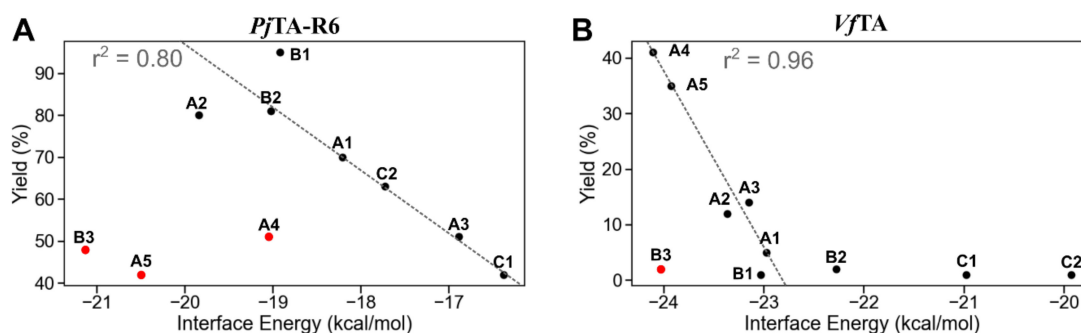 A
PjTA-R6
r² = 0.80
B1
A2
B2
A1
C2
A4
A3
B3
A5
C1
90
80
70
60
50
40
Yield (%)
−21
−20
−19
−18
−17
Interface Energy (kcal/mol)
B
VfTA
A4
r² = 0.96
A5
A3
A2
A1
B3
B1
B2
C1
C2
40
30
20
10
0
Yield (%)
−24
−23
−22
−21
−20
Interface Energy (kcal/mol)